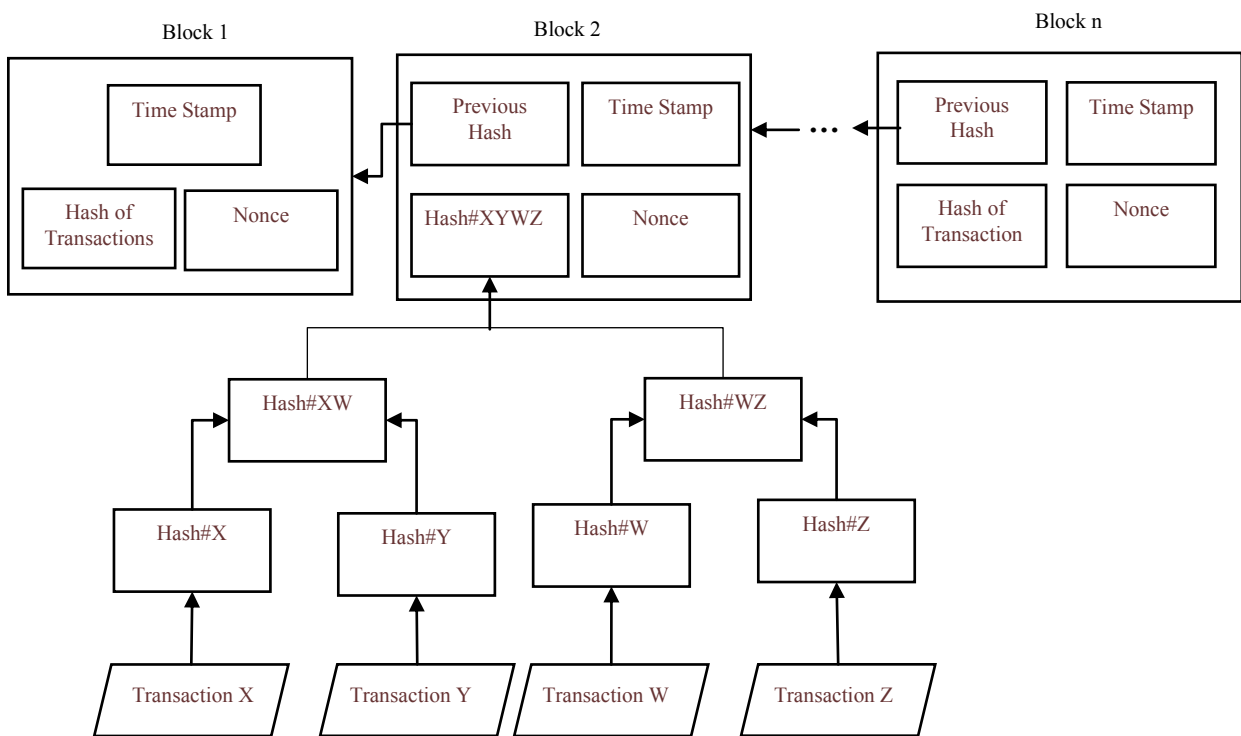 Block 1
Block 2
Block n
Time Stamp
Hash of
Transactions
Nonce
Previous
Hash
Time Stamp
Hash#XYWZ
Nonce
...
Previous
Hash
Time Stamp
Hash of
Transaction
Nonce
Hash#XW
Hash#WZ
Hash#X
Hash#Y
Hash#W
Hash#Z
Transaction X
Transaction Y
Transaction W
Transaction Z